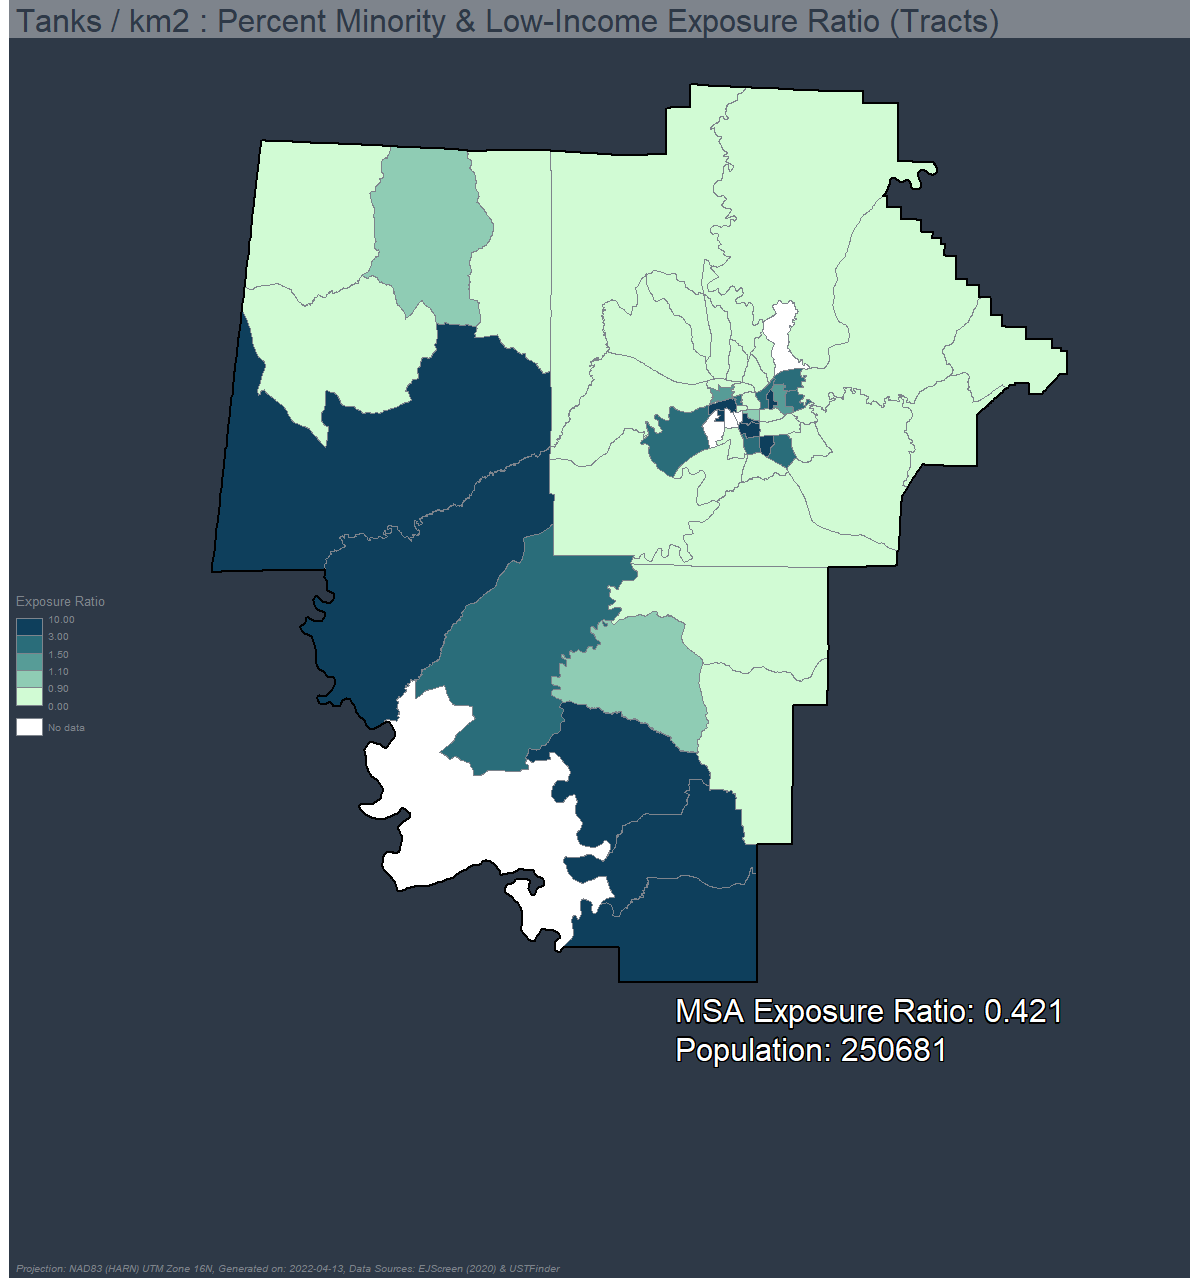 Tanks / km2 : Percent Minority & Low-Income Exposure Ratio (Tracts)
Exposure Ratio
10.00
3.00
1.50
1.10
0.90
0.00
No data
MSA Exposure Ratio: 0.421
Population: 250681
Projection: NAD83 (HARN) UTM Zone 16N, Generated on: 2022-04-13, Data Sources: EJScreen (2020) & USTFinder